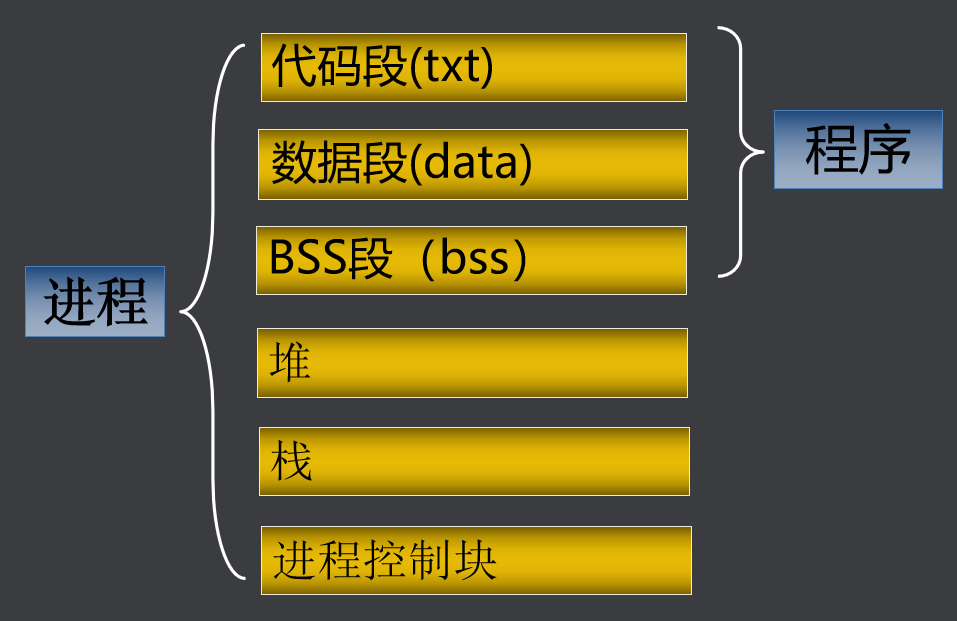 代码段(txt)
数据段(data)
BSS段（bss）
堆
栈
进程控制块
进程
程序